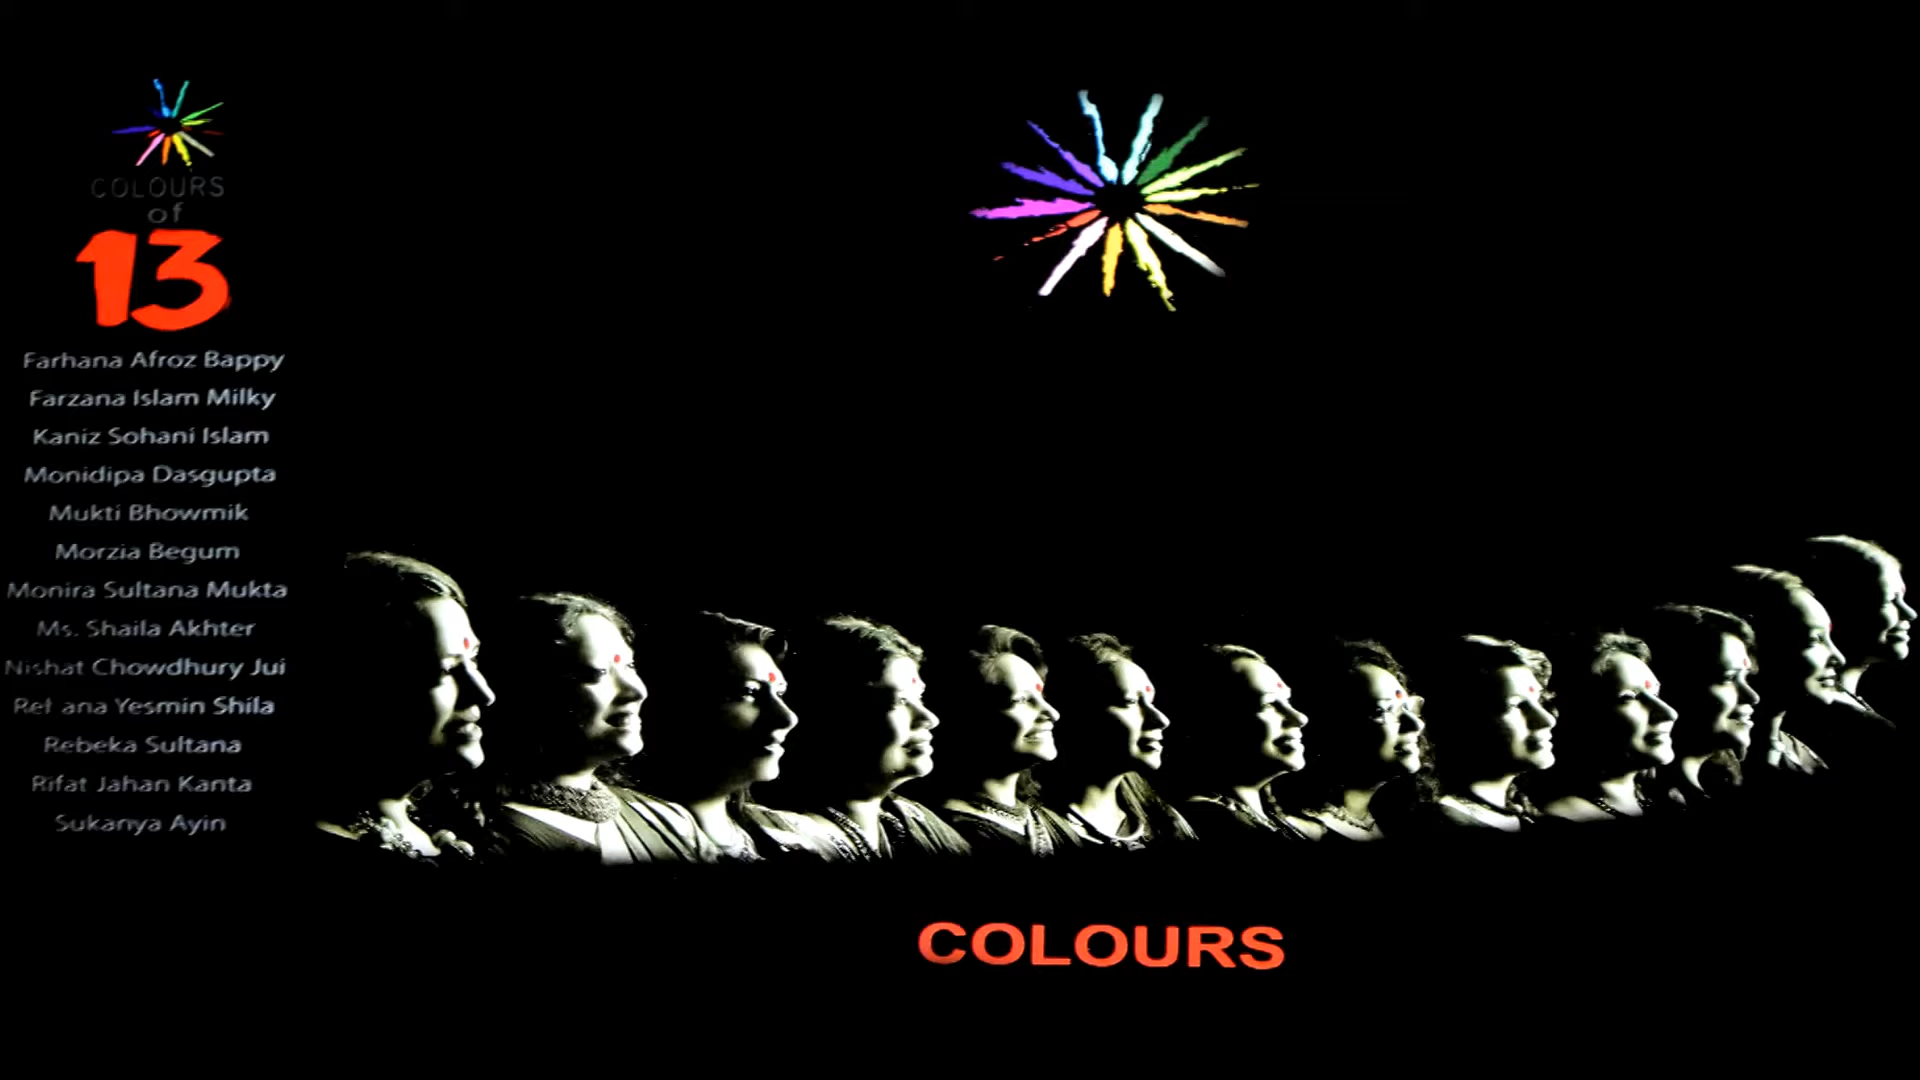 COLOURS
of
13
Farhana Afroz Bappy
Farzana Islam Milky
Kaniz Sohani Islam
Monidipa Dasgupta
Mukti Bhowmik
Morzia Begum
Monira Sultana Mukta
Ms. Shaila Akhter
Nishat Chowdhury Jui
Yesmin Shila
Rebeka Sultana
Rifat Jahan Kanta
Sukanya Ayin
COLOURS